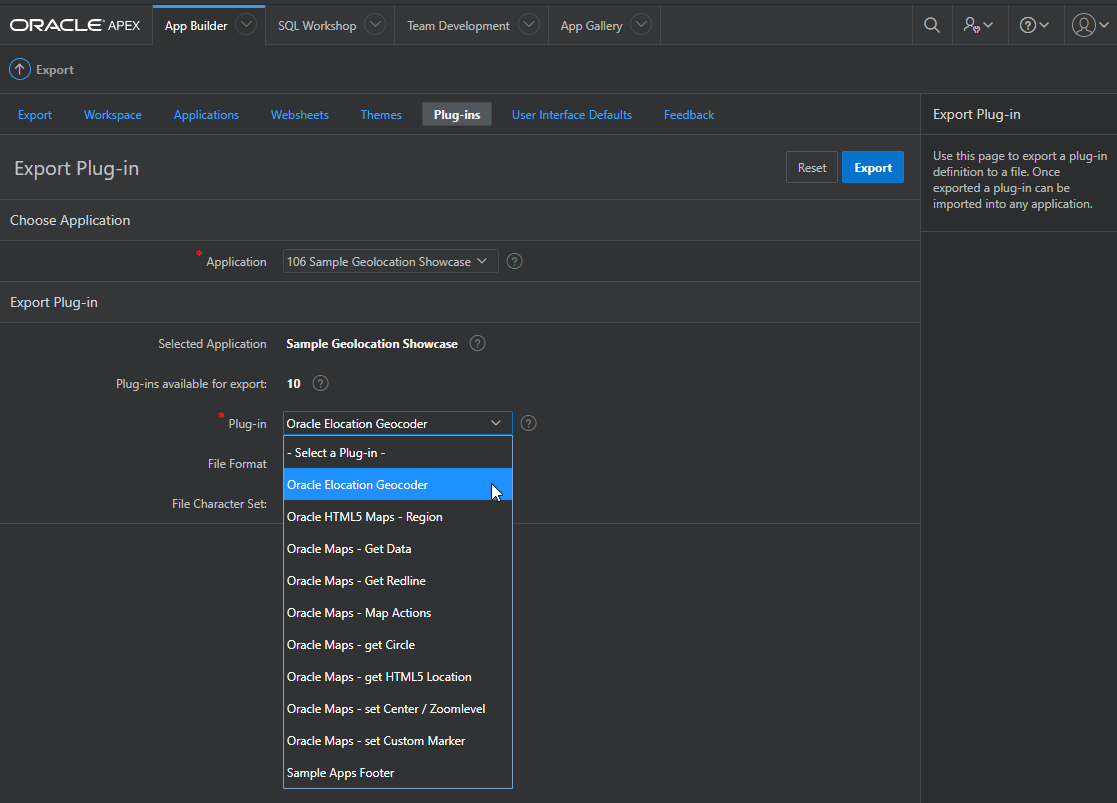 ORACLE APEX App Builder SQL Workshop Team Development App Gallery
Export
Export Workspace Applications Websheets Themes Plug-ins User Interface Defaults Feedback
Export Plug-in
Reset Export
Choose Application
* Application 106 Sample Geolocation Showcase ?
Export Plug-in
Selected Application Sample Geolocation Showcase ?
Plug-ins available for export: 10 ?
* Plug-in Oracle Elocation Geocoder ?
File Format
File Character Set:
- Select a Plug-in -
Oracle Elocation Geocoder
Oracle HTML5 Maps - Region
Oracle Maps - Get Data
Oracle Maps - Get Redline
Oracle Maps - Map Actions
Oracle Maps - get Circle
Oracle Maps - get HTML5 Location
Oracle Maps - set Center / Zoomlevel
Oracle Maps - set Custom Marker
Sample Apps Footer
Export Plug-in
Use this page to export a plug-in
definition to a file. Once
exported a plug-in can be
imported into any application.